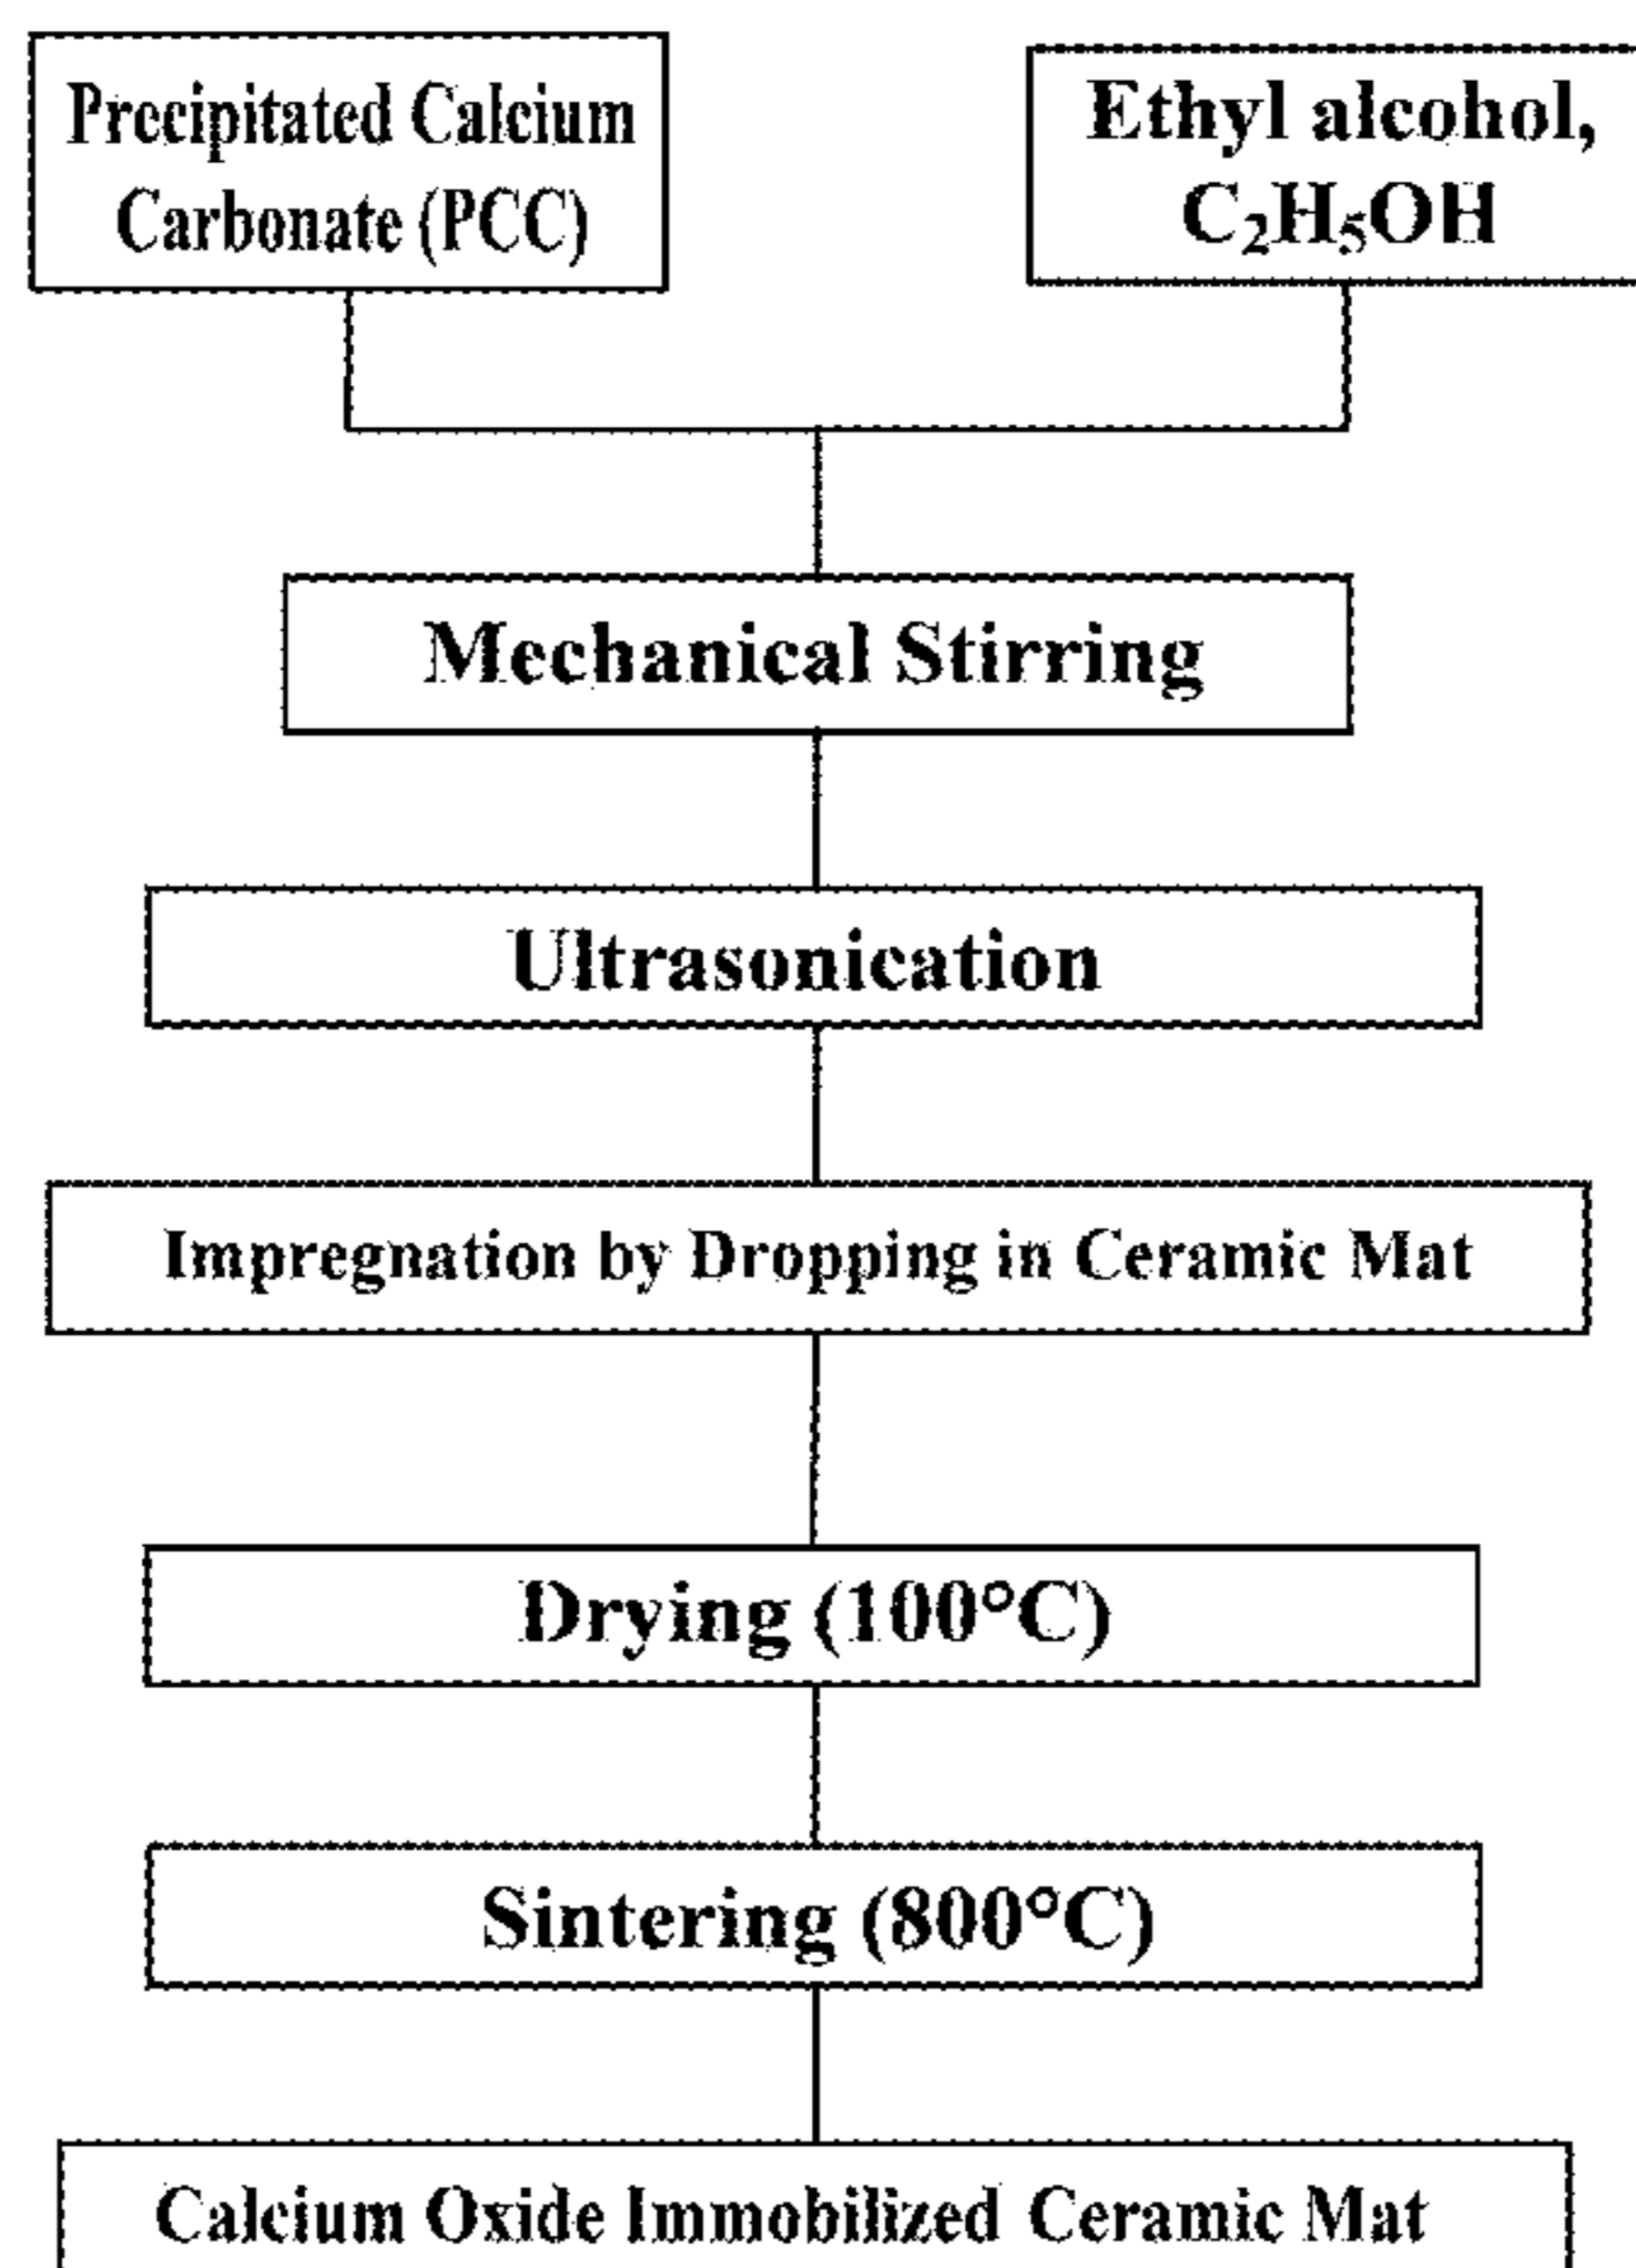 Precipitated Calcium
Carbonate (PCC)
Ethyl alcohol,
C₂H₅OH
Mechanical Stirring
Ultrasonication
Impregnation by Dropping in Ceramic Mat
Drying (100°C)
Sintering (800°C)
Calcium Oxide Immobilized Ceramic Mat